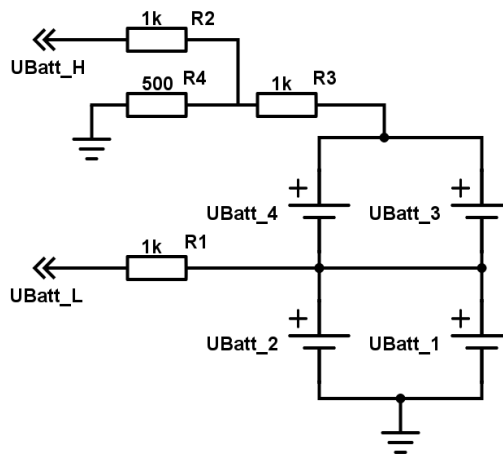 1k R2
UBatt_H
500 R4
1k R3
+ +
UBatt_4 UBatt_3
1k R1
UBatt_L
+ +
UBatt_2 UBatt_1